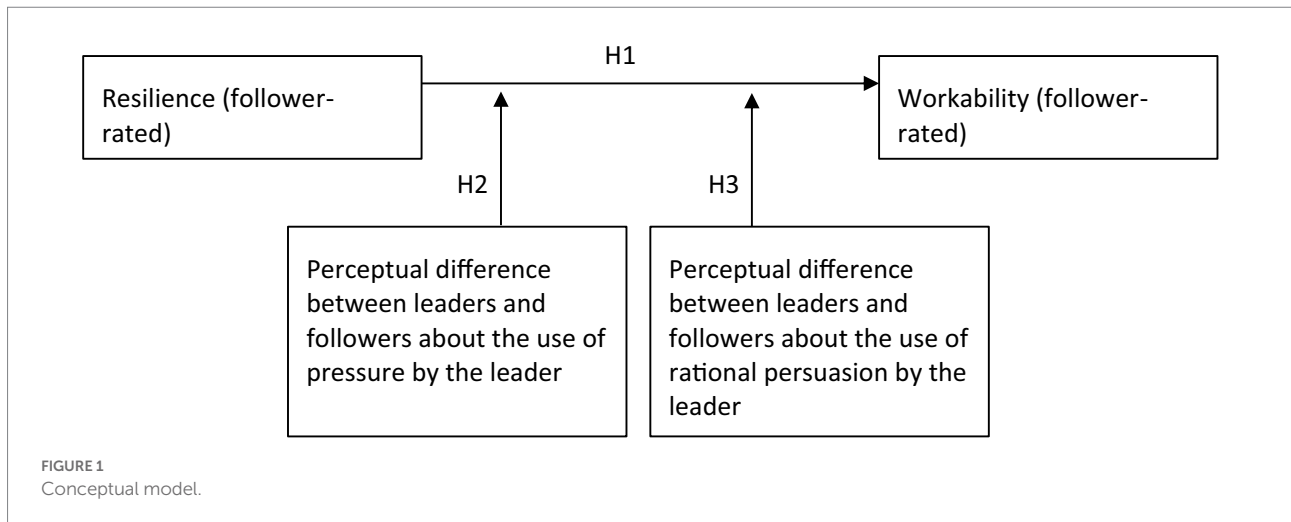 H1
Resilience (follower-
rated)
Workability (follower-
rated)
H2
H3
Perceptual difference
between leaders and
followers about the use of
pressure by the leader
Perceptual difference
between leaders and
followers about the use of
rational persuasion by the
leader
FIGURE 1
Conceptual model.